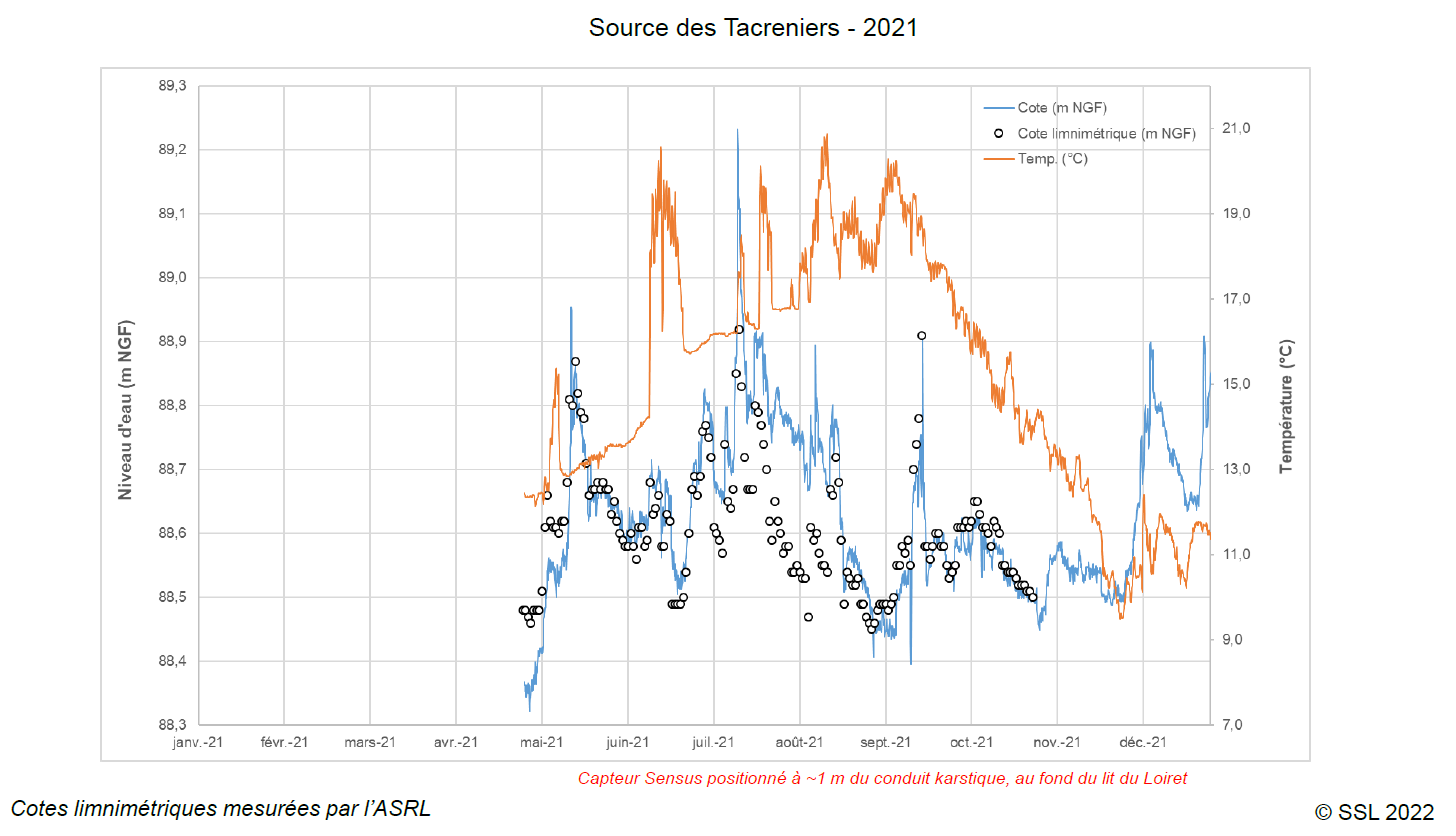 Source des Tacreniers - 2021
89,3
89,2
89,1
89,0
88,9
88,8
88,7
88,6
88,5
88,4
88,3
Niveau d'eau (m NGF)
Cote (m NGF)
Cote limnimétrique (m NGF)
Temp. (°C)
21,0
19,0
17,0
15,0
13,0
11,0
9,0
7,0
Température (°C)
janv.-21 févr.-21 mars-21 avr.-21 mai-21 juin-21 juil.-21 août-21 sept.-21 oct.-21 nov.-21 déc.-21
Capteur Sensus positionné à ~1 m du conduit karstique, au fond du lit du Loiret
Cotes limnimétriques mesurées par l'ASRL
© SSL 2022